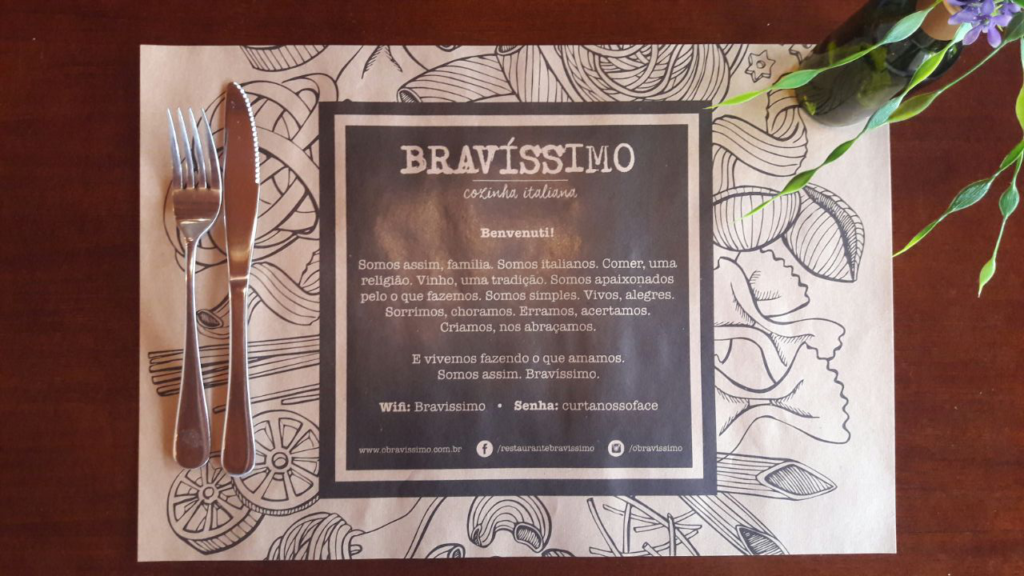 BRAVÍSSIMO
cozinha italiana
Benvenuti!
Somos assim, família. Somos italianos. Comer, uma
religião. Vinho, uma tradição. Somos apaixonados
pelo o que fazemos. Somos simples. Vivos, alegres.
Sorrimos, choramos. Erramos, acertamos.
Criamos, nos abraçamos.
E vivemos fazendo o que amamos.
Somos assim. Bravíssimo.
Wifi: Bravissimo • Senha: curtanossoface
www.obravissimo.com.br /restaurantebravissimo /obravissimo